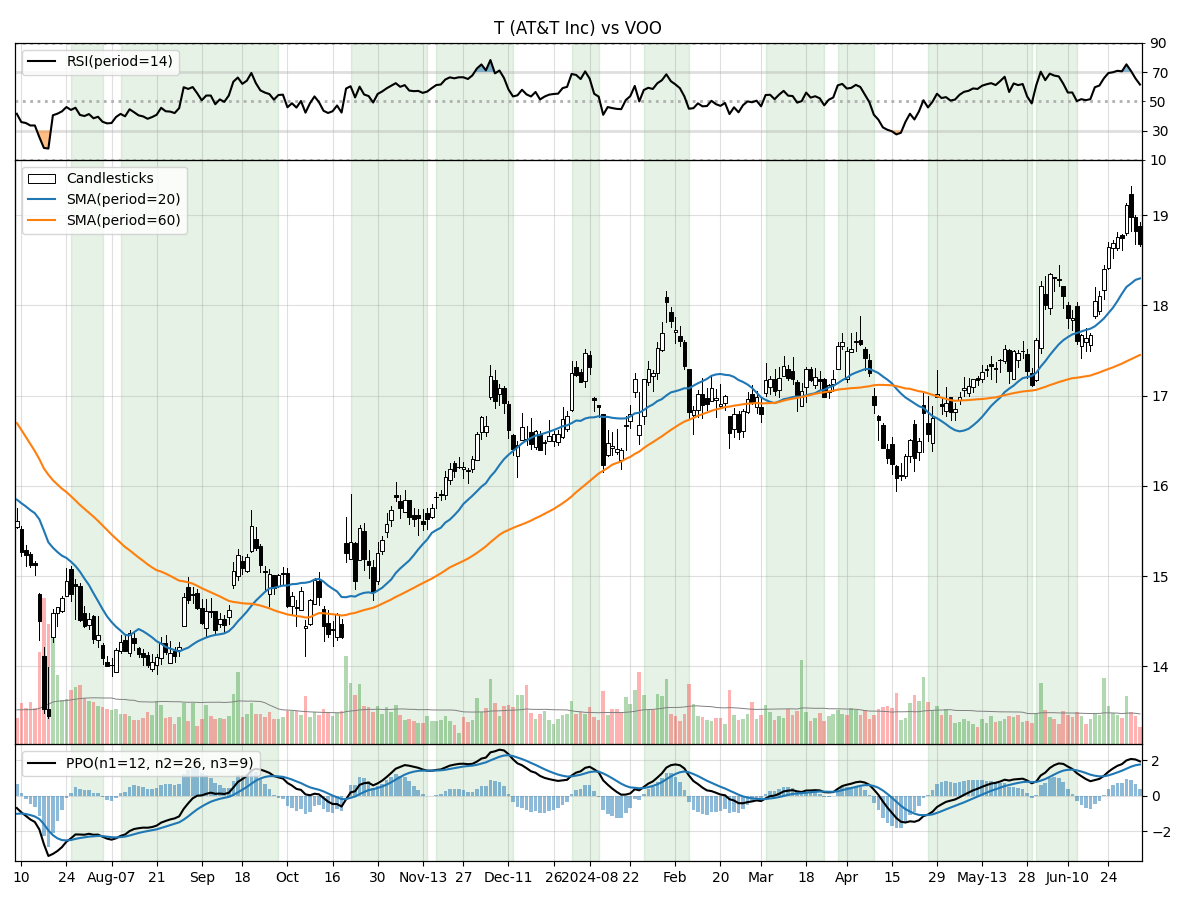 T (AT&T Inc) vs VOO
RSI(period=14)
90
70
50
30
10
Candlesticks
SMA(period=20)
SMA(period=60)
19
18
17
16
15
14
PPO(n1=12, n2=26, n3=9)
2
0
−2
10 24 Aug-07 21 Sep 18 Oct 16 30 Nov-13 27 Dec-11 26 2024-08 22 Feb 20 Mar 18 Apr 15 29 May-13 28 Jun-10 24